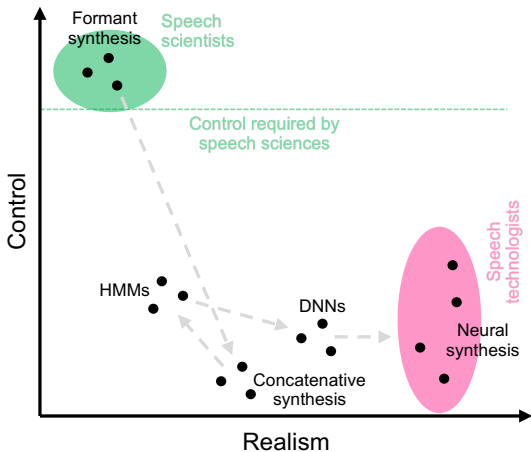 Formant
synthesis
Speech
scientists
Control required by
speech sciences
Control
HMMs
DNNs
Concatenative
synthesis
Speech
technologists
Neural
synthesis
Realism